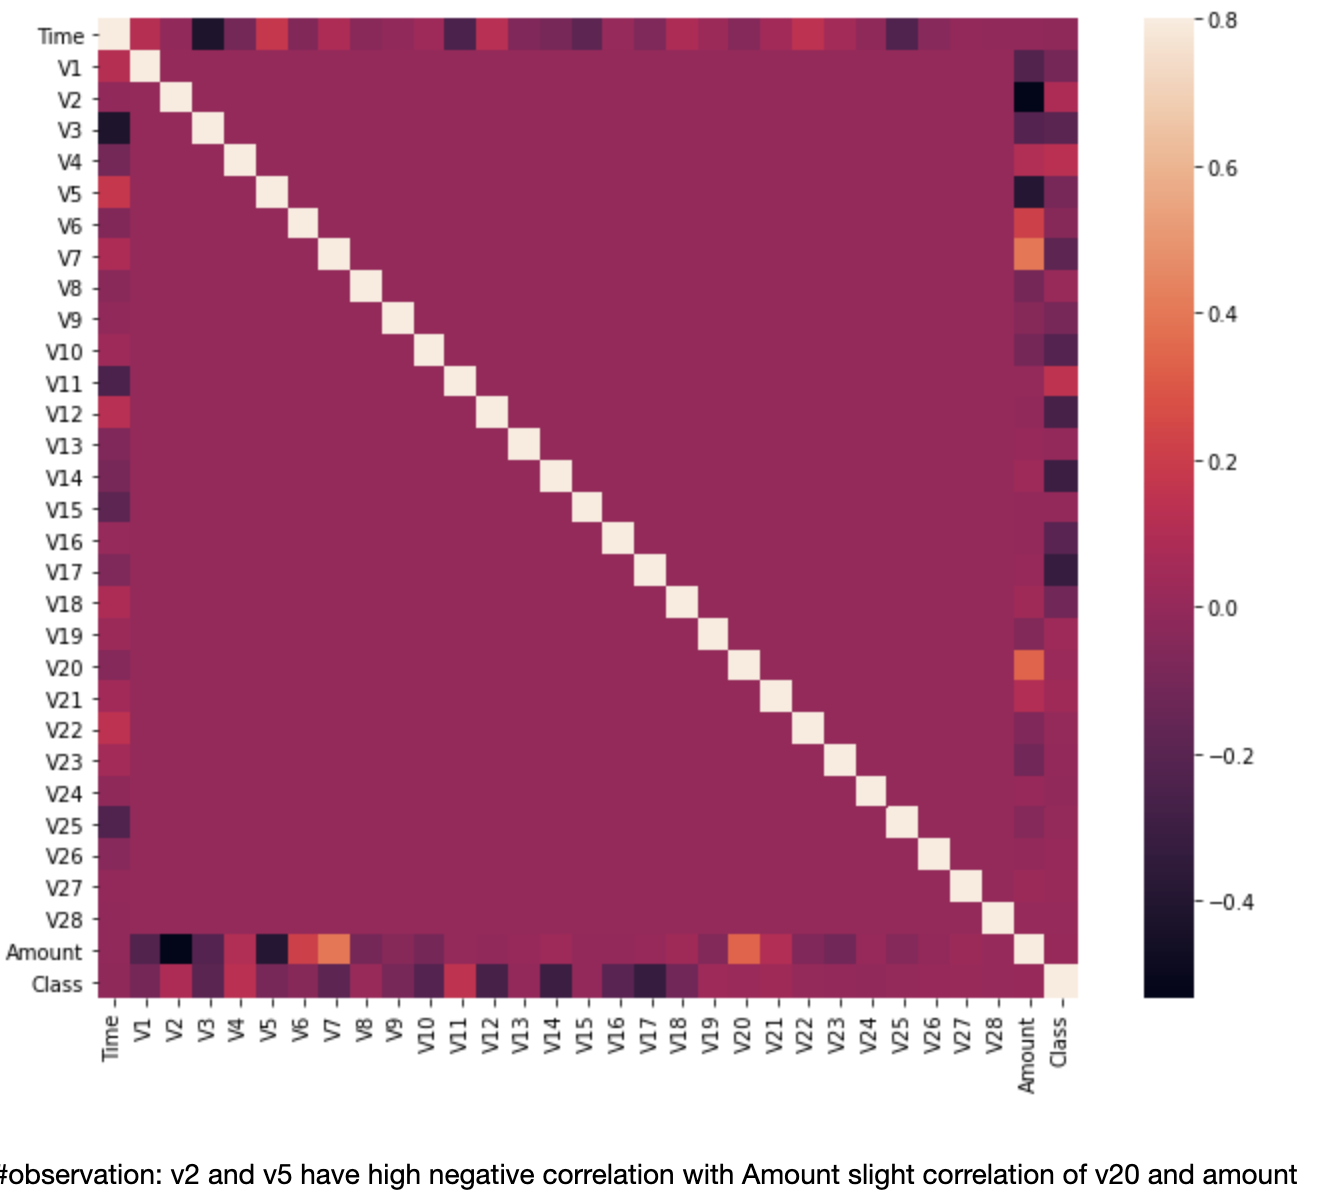 Time
V1
V2
V3
V4
V5
V6
V7
V8
V9
V10
V11
V12
V13
V14
V15
V16
V17
V18
V19
V20
V21
V22
V23
V24
V25
V26
V27
V28
Amount
Class
Time V1 V2 V3 V4 V5 V6 V7 V8 V9 V10 V11 V12 V13 V14 V15 V16 V17 V18 V19 V20 V21 V22 V23 V24 V25 V26 V27 V28 Amount Class
0.8
0.6
0.4
0.2
0.0
−0.2
−0.4
#observation: v2 and v5 have high negative correlation with Amount slight correlation of v20 and amount